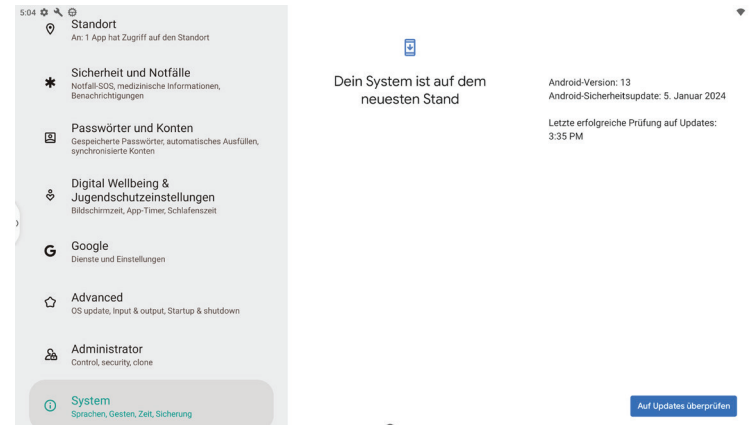 5:04
Standort
An: 1 App hat Zugriff auf den Standort
Sicherheit und Notfälle
Notfall-SOS, medizinische Informationen,
Benachrichtigungen
Passwörter und Konten
Gespeicherte Passwörter, automatisches Ausfüllen,
synchronisierte Konten
Digital Wellbeing &
Jugendschutzeinstellungen
Bildschirmzeit, App-Timer, Schlafenszeit
Google
Dienste und Einstellungen
Advanced
OS update, Input & output, Startup & shutdown
Administrator
Control, security, clone
System
Sprachen, Gesten, Zeit, Sicherung
Dein System ist auf dem
neuesten Stand
Android-Version: 13
Android-Sicherheitsupdate: 5. Januar 2024
Letzte erfolgreiche Prüfung auf Updates:
3:35 PM
Auf Updates überprüfen